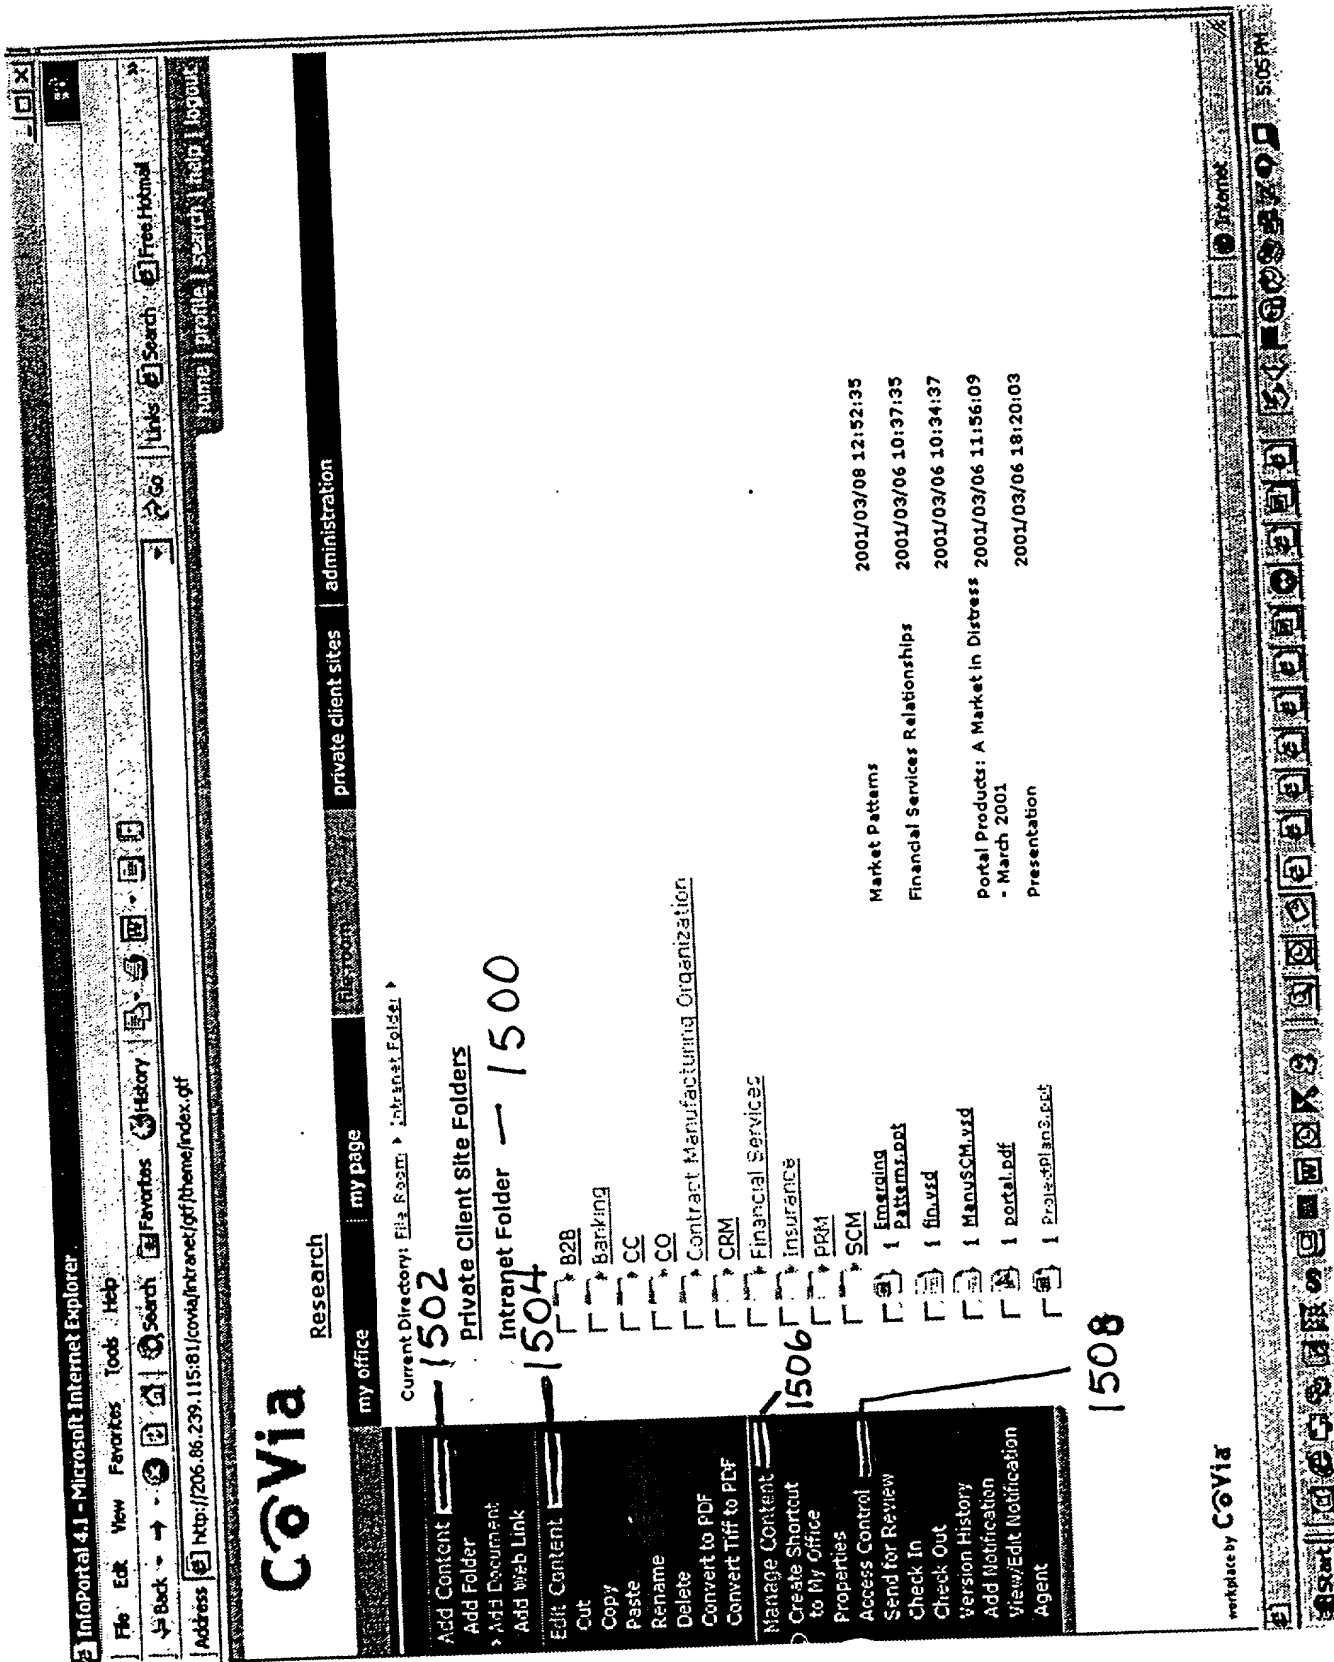 InfoPortal 4.1 - Microsoft Internet Explorer
File Edit View Favorites Tools Help
Back Search Favorites History
Address http://206.86.239.115:81/covia/intranet/gtf/theme/index.gtf Go Links Search Free Hotmail
home | profile | search | help | logout
CoVia
Research
my office my page file room private client sites administration
Current Directory: File Room Intranet Folder
1502
Private Client Site Folders
Intranet Folder — 1500
1504
Add Content
Add Folder
Add Document
Add Web Link
Edit Content
Cut
Copy
Paste
Rename
Delete
Convert to PDF
Convert Tiff to PDF
Manage Content
Create Shortcut
to My Office
Properties
Access Control
Send for Review
Check In
Check Out
Version History
Add Notification
View/Edit Notification
Agent
B2B
Banking
CC
CO
Contract Manufacturing Organization
CRM
Financial Services
Insurance
PRM
SCM
1506
1 Emerging Market Patterns 2001/03/08 12:52:35
Patterns.ppt
1 fin.vsd Financial Services Relationships 2001/03/06 10:37:35
1 ManuSCM.vsd 2001/03/06 10:34:37
1 portal.pdf Portal Products: A Market in Distress 2001/03/06 11:56:09
- March 2001
1 ProjectPlanS.ppt Presentation 2001/03/06 18:20:03
1508
workplace by CoVia
Internet
Start 5:05 PM